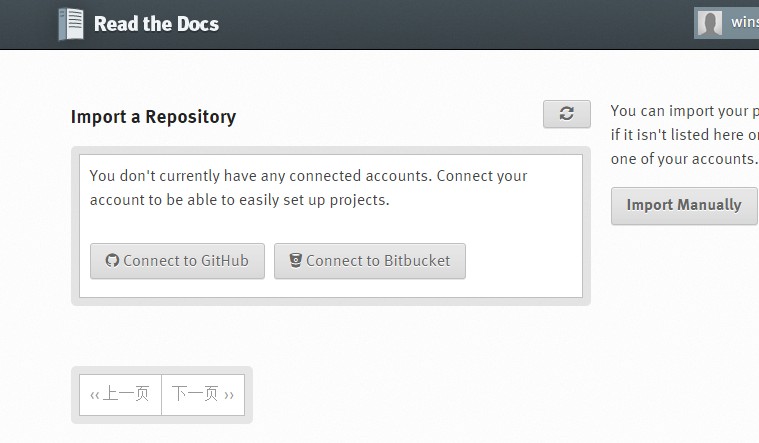 Read the Docs
wins
Import a Repository
You can import your p
if it isn't listed here o
one of your accounts.
You don't currently have any connected accounts. Connect your
account to be able to easily set up projects.
Import Manually
Connect to GitHub
Connect to Bitbucket
‹‹ 上一页
下一页 ››